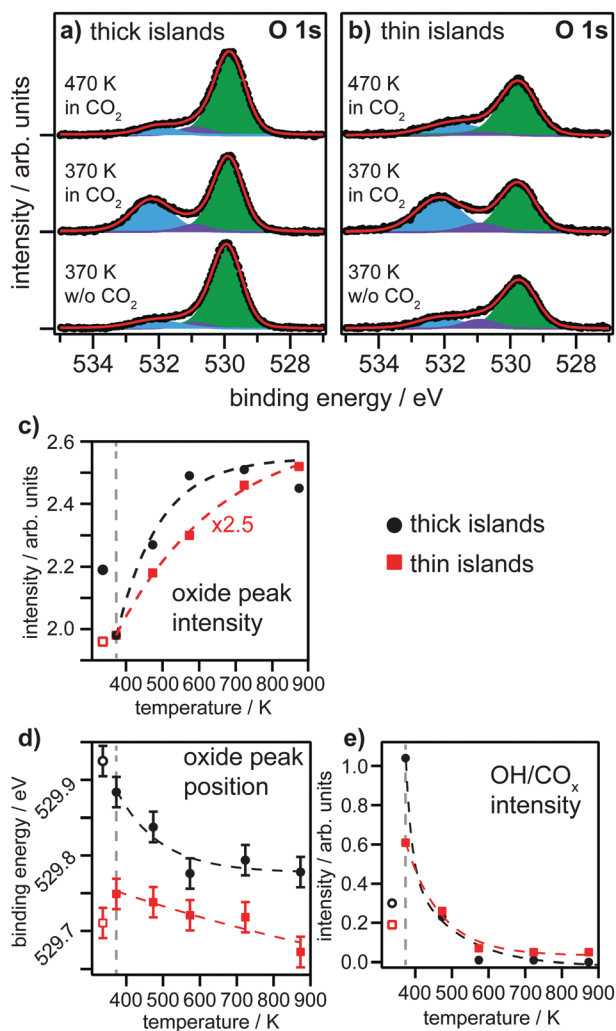 a) thick islands O 1s
b) thin islands O 1s
470 K
in CO₂
470 K
in CO₂
370 K
in CO₂
370 K
in CO₂
370 K
w/o CO₂
370 K
w/o CO₂
intensity / arb. units
534 532 530 528
534 532 530 528
binding energy / eV
c)
2.6
2.4
2.2
2.0
intensity / arb. units
x2.5
oxide peak
intensity
400 500 600 700 800 900
temperature / K
thick islands
thin islands
d)
oxide peak
position
529.9
529.8
529.7
binding energy / eV
400 500 600 700 800 900
temperature / K
e)
OH/COₓ
intensity
1.0
0.8
0.6
0.4
0.2
0.0
intensity / arb. units
400 500 600 700 800 900
temperature / K